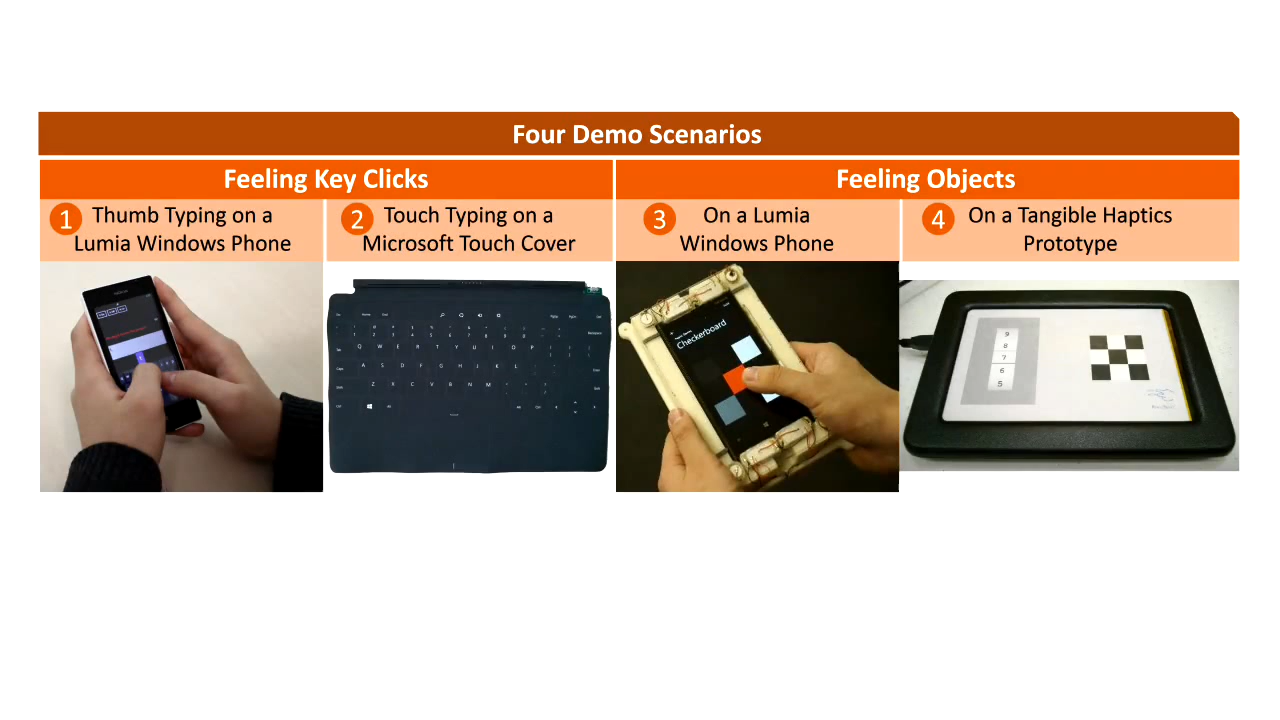 Four Demo Scenarios
Feeling Key Clicks
Feeling Objects
1 Thumb Typing on a
Lumia Windows Phone
2 Touch Typing on a
Microsoft Touch Cover
3 On a Lumia
Windows Phone
4 On a Tangible Haptics
Prototype
Q W E R T Y U I O P
A S D F G H J K L
Z X C V B N M
Checkerboard
9
8
7
6
5